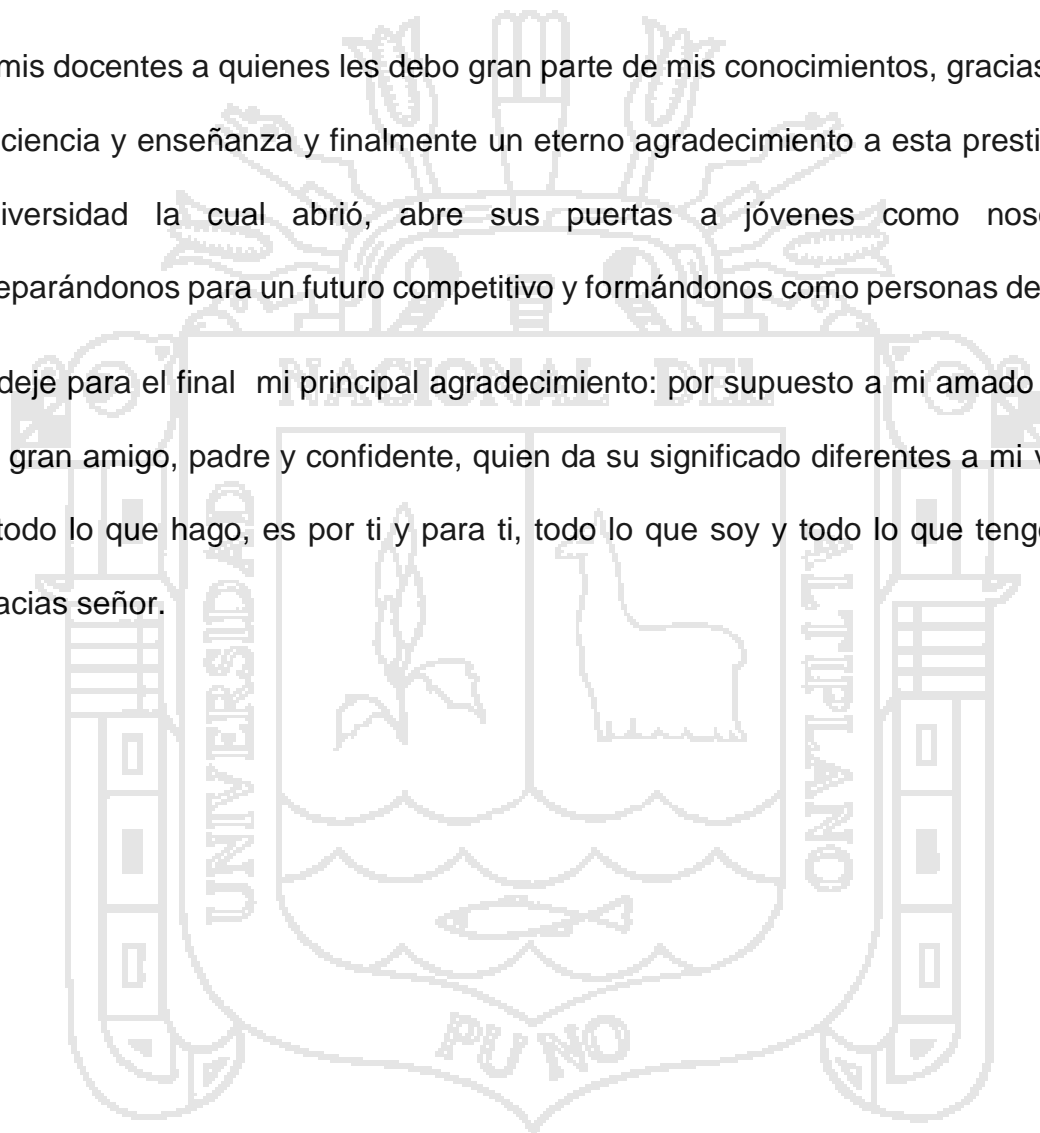 mis docentes a quienes les debo gran parte de mis conocimientos, gracias
ciencia y enseñanza y finalmente un eterno agradecimiento a esta presti
iversidad la cual abrió, abre sus puertas a jóvenes como nos
eparándonos para un futuro competitivo y formándonos como personas de
deje para el final mi principal agradecimiento: por supuesto a mi amado
gran amigo, padre y confidente, quien da su significado diferentes a mi v
todo lo que hago, es por ti y para ti, todo lo que soy y todo lo que teng
acias señor.
UNIVERSIDAD
NACIONAL DEL
ALTIPLANO
PUNO